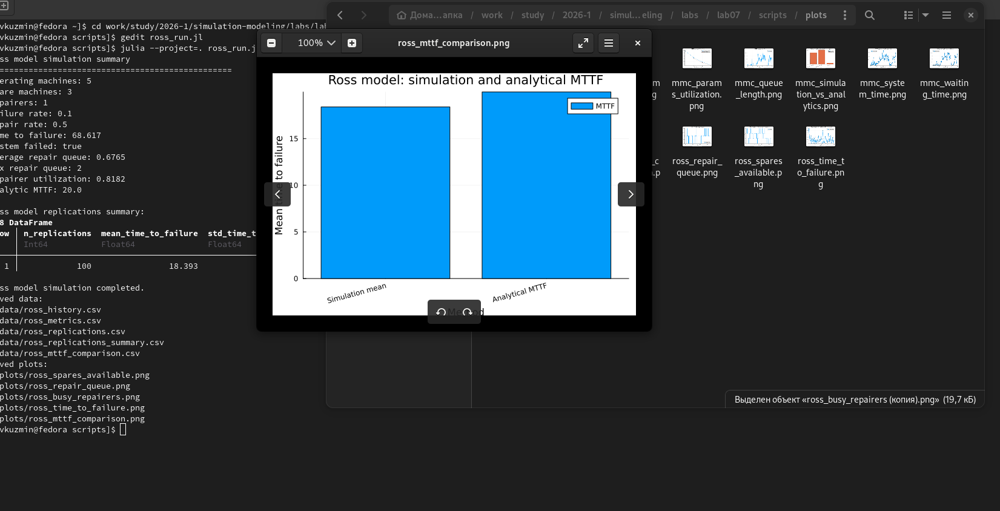 vkuzmin@fedora ~]$ cd work/study/2026-1/simulation-modeling/labs/lab
vkuzmin@fedora scripts]$ gedit ross_run.jl
vkuzmin@fedora scripts]$ julia --project=. ross_run.j
ss model simulation summary
================================================
erating machines: 5
are machines: 3
pairers: 1
ilure rate: 0.1
pair rate: 0.5
me to failure: 68.617
stem failed: true
erage repair queue: 0.6765
x repair queue: 2
pairer utilization: 0.8182
alytic MTTF: 20.0
ss model replications summary:
8 DataFrame
ow n_replications mean_time_to_failure std_time_t
Int64 Float64 Float64
1 100 18.393
ss model simulation completed.
ved data:
data/ross_history.csv
data/ross_metrics.csv
data/ross_replications.csv
data/ross_replications_summary.csv
data/ross_mttf_comparison.csv
ved plots:
plots/ross_spares_available.png
plots/ross_repair_queue.png
plots/ross_busy_repairers.png
plots/ross_time_to_failure.png
plots/ross_mttf_comparison.png
vkuzmin@fedora scripts]$
100%
ross_mttf_comparison.png
Ross model: simulation and analytical MTTF
MTTF
Mean time to failure
15
10
5
0
Simulation mean
Analytical MTTF
Method
Дома...апка / work / study / 2026-1 / simul...eling / labs / lab07 / scripts / plots
m
g
mmc_param
s_utilization.
png
mmc_queue
_length.png
mmc_simula
tion_vs_anal
ytics.png
mmc_syste
m_time.png
mmc_waitin
g_time.png
_c
n.p
ross_repair_
queue.png
ross_spares
_available.p
ng
ross_time_t
o_failure.pn
g
Выделен объект «ross_busy_repairers (копия).png» (19,7 кБ)